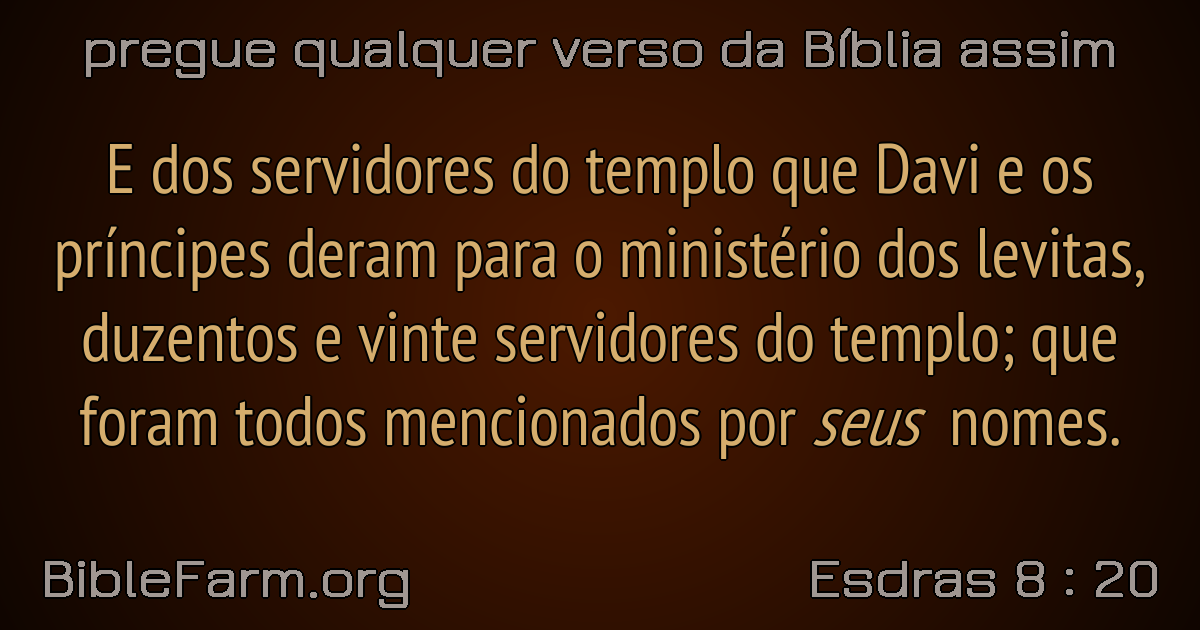 pregue qualquer verso da Bíblia assim
E dos servidores do templo que Davi e os
príncipes deram para o ministério dos levitas,
duzentos e vinte servidores do templo; que
foram todos mencionados por seus nomes.
BibleFarm.org
Esdras 8 : 20